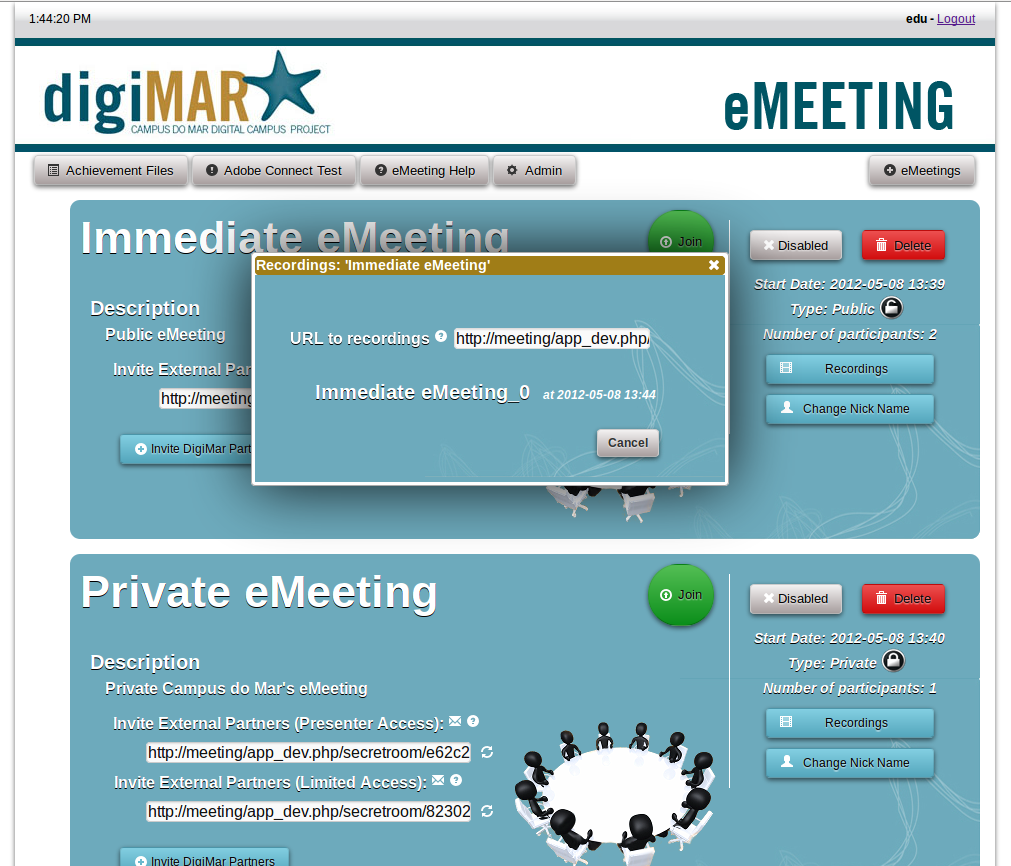 1:44:20 PM
edu - Logout
digiMAR
CAMPUS DO MAR DIGITAL CAMPUS PROJECT
eMEETING
Achievement Files
Adobe Connect Test
eMeeting Help
Admin
eMeetings
Immediate eMeeting
Join
Disabled
Delete
Start Date: 2012-05-08 13:39
Type: Public
Number of participants: 2
Recordings
Change Nick Name
Description
Public eMeeting
Invite External Par
http://meeting
Invite DigiMar Part
Recordings: 'Immediate eMeeting'
URL to recordings
http://meeting/app_dev.php/
Immediate eMeeting_0 at 2012-05-08 13:44
Cancel
Private eMeeting
Join
Disabled
Delete
Start Date: 2012-05-08 13:40
Type: Private
Number of participants: 1
Recordings
Change Nick Name
Description
Private Campus do Mar's eMeeting
Invite External Partners (Presenter Access):
http://meeting/app_dev.php/secretroom/e62c2
Invite External Partners (Limited Access):
http://meeting/app_dev.php/secretroom/82302
Invite DigiMar Partners